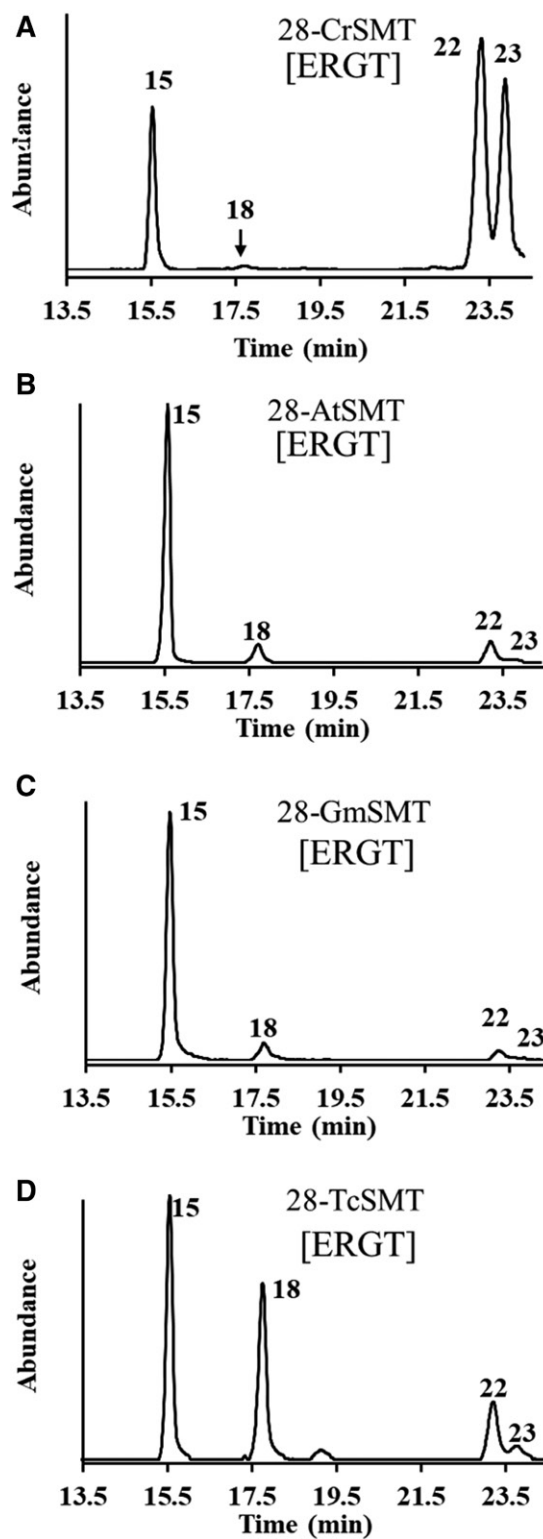 A
28-CrSMT
[ERGT]
22
23
15
18
Abundance
13.5 15.5 17.5 19.5 21.5 23.5
Time (min)
B
28-AtSMT
[ERGT]
15
18
22
23
Abundance
13.5 15.5 17.5 19.5 21.5 23.5
Time (min)
C
28-GmSMT
[ERGT]
15
18
22
23
Abundance
13.5 15.5 17.5 19.5 21.5 23.5
Time (min)
D
28-TcSMT
[ERGT]
15
18
22
23
Abundance
13.5 15.5 17.5 19.5 21.5 23.5
Time (min)